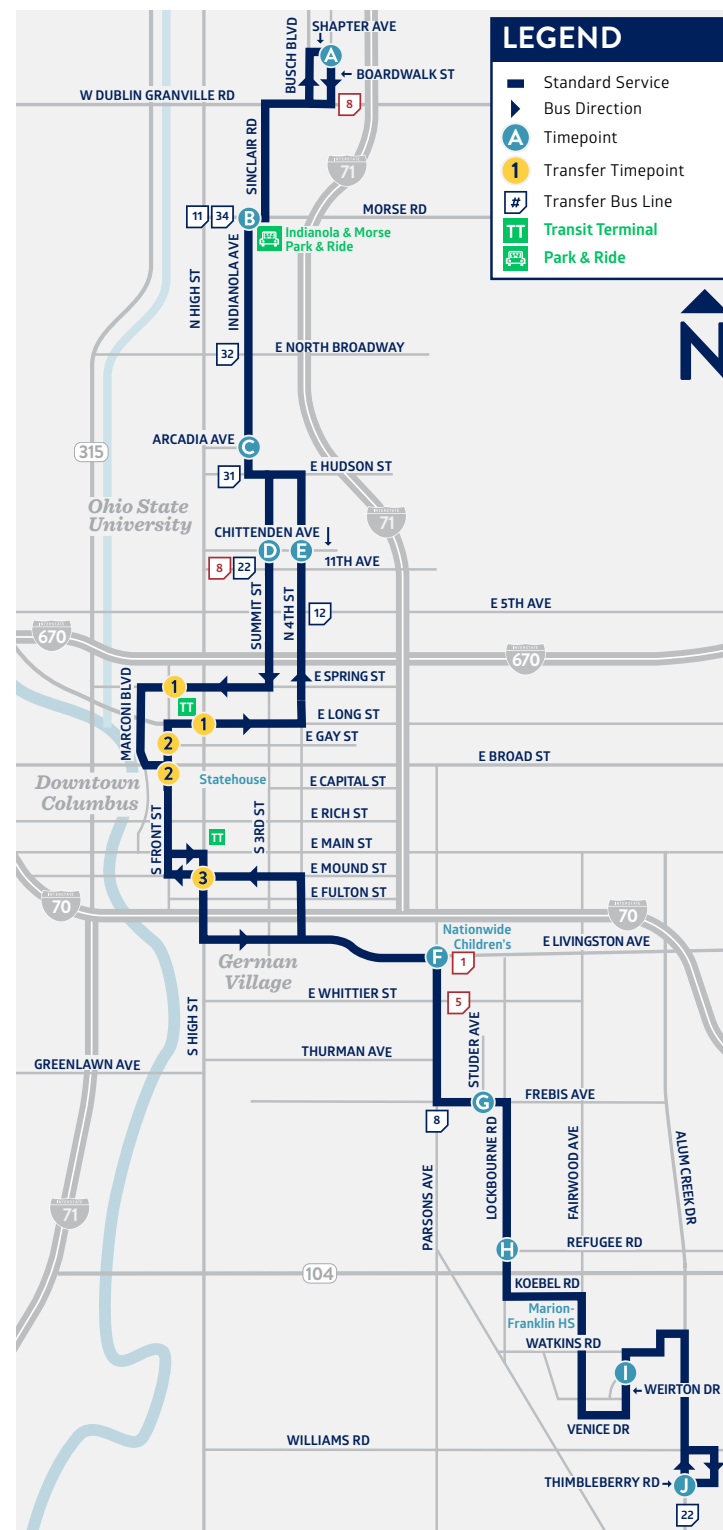 SHAPTER AVE
BUSCH BLVD
A
BOARDWALK ST
W DUBLIN GRANVILLE RD
8
SINCLAIR RD
71
11
34
B
MORSE RD
Indianola & Morse
Park & Ride
N HIGH ST
INDIANOLA AVE
32
E NORTH BROADWAY
ARCADIA AVE
C
315
31
E HUDSON ST
Ohio State
University
71
CHITTENDEN AVE
D
E
8
22
11TH AVE
SUMMIT ST
N 4TH ST
12
E 5TH AVE
670
670
MARCONI BLVD
1
E SPRING ST
TT
1
E LONG ST
2
E GAY ST
E BROAD ST
2
Statehouse
Downtown
Columbus
E CAPITAL ST
S FRONT ST
S 3RD ST
E RICH ST
TT
E MAIN ST
3
E MOUND ST
E FULTON ST
70
70
Nationwide
Children's
E LIVINGSTON AVE
F
1
German
Village
E WHITTIER ST
5
S HIGH ST
STUDER AVE
THURMAN AVE
GREENLAWN AVE
G
FREBIS AVE
8
LOCKBOURNE RD
FAIRWOOD AVE
ALUM CREEK DR
PARSONS AVE
71
H
REFUGEE RD
104
KOEBEL RD
Marion-
Franklin HS
WATKINS RD
I
WEIRTON DR
VENICE DR
WILLIAMS RD
THIMBLEBERRY RD
J
22
LEGEND
Standard Service
Bus Direction
A Timepoint
1 Transfer Timepoint
# Transfer Bus Line
TT Transit Terminal
Park & Ride
N